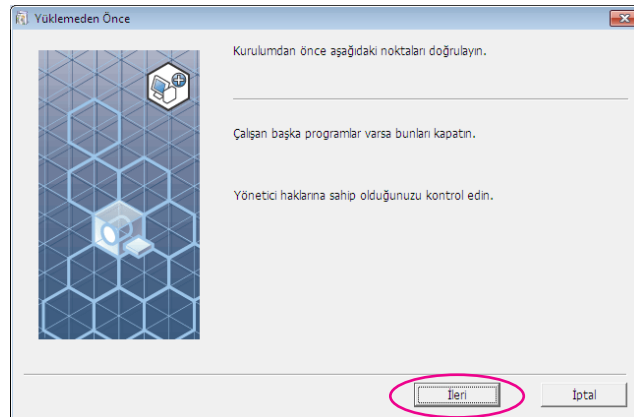 Yüklemeden Önce
Kurulumdan önce aşağıdaki noktaları doğrulayın.
Çalışan başka programlar varsa bunları kapatın.
Yönetici haklarına sahip olduğunuzu kontrol edin.
İleri
İptal